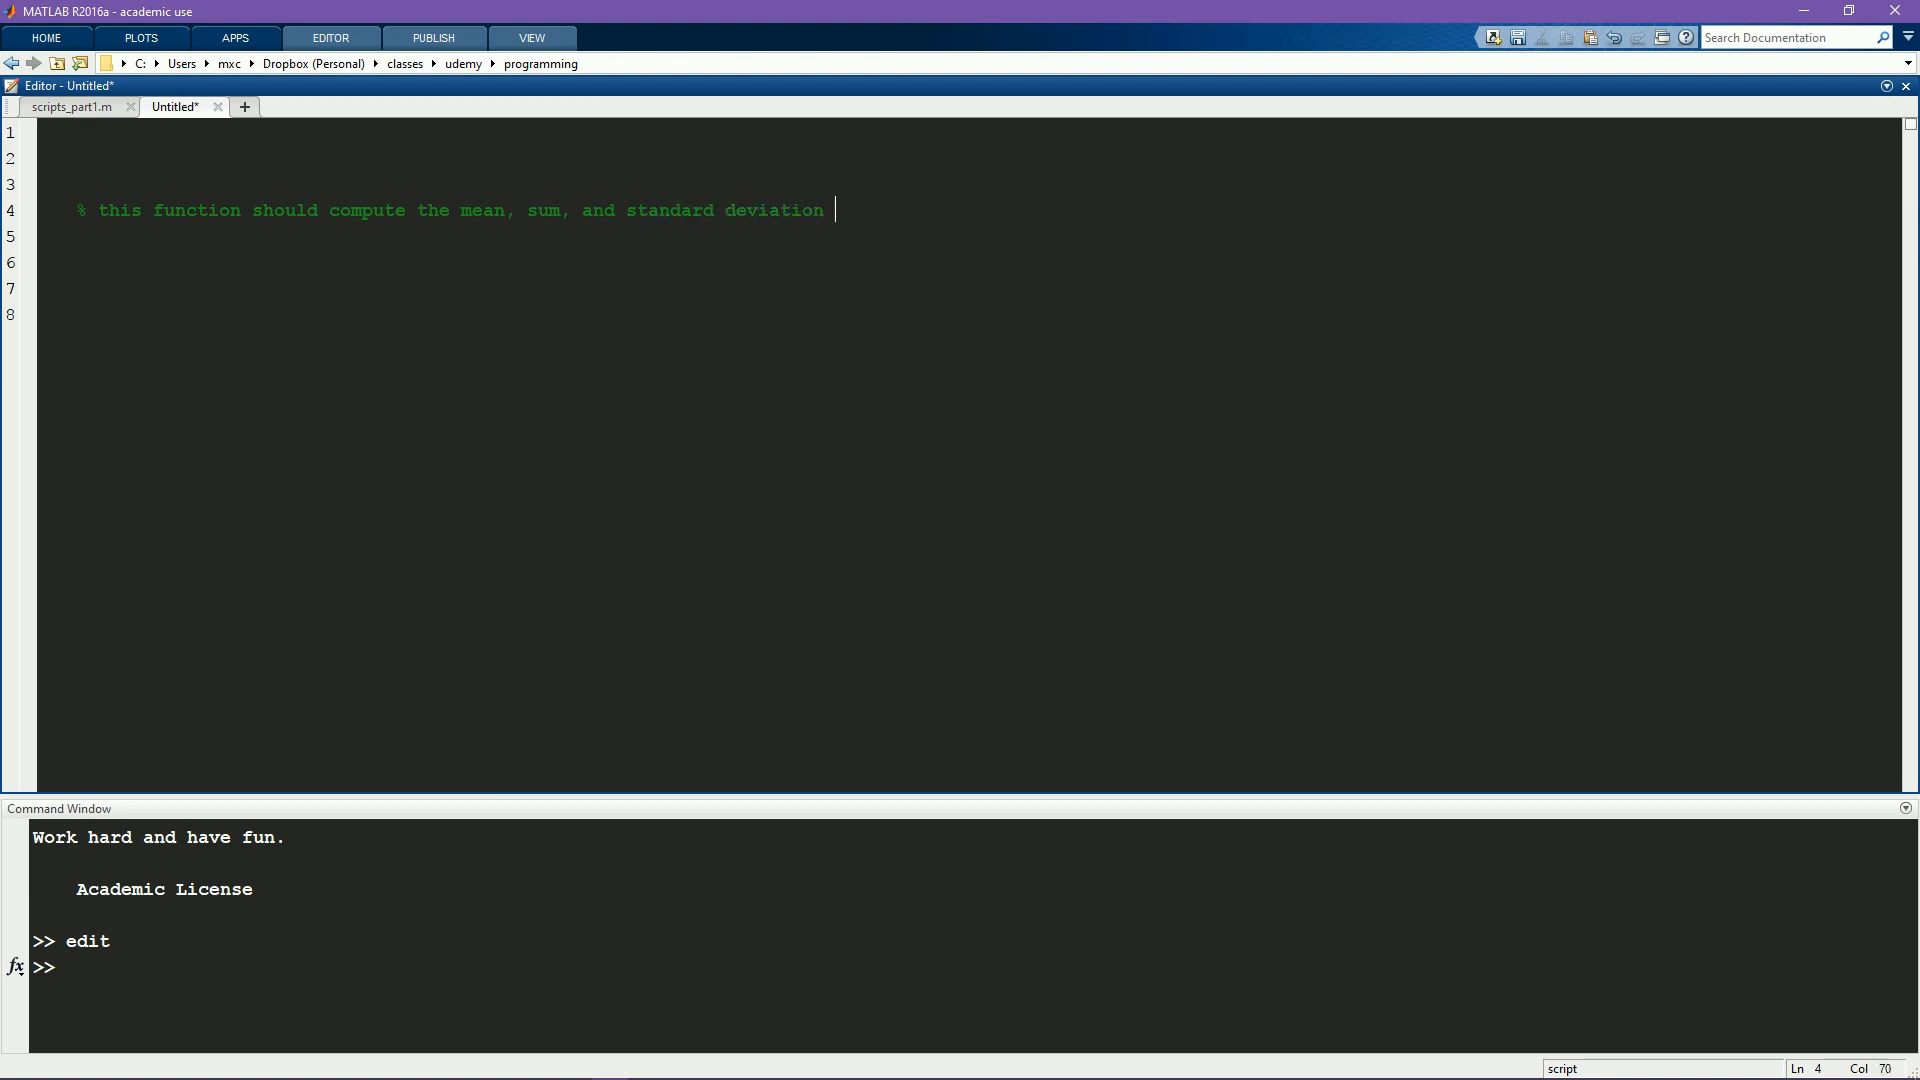 MATLAB R2016a - academic use
HOME PLOTS APPS EDITOR PUBLISH VIEW Search Documentation
C: Users mxc Dropbox (Personal) classes udemy programming
Editor - Untitled*
scripts_part1.m Untitled* +
1
2
3
4 % this function should compute the mean, sum, and standard deviation
5
6
7
8
Command Window
Work hard and have fun.
Academic License
>> edit
fx >>
script Ln 4 Col 70